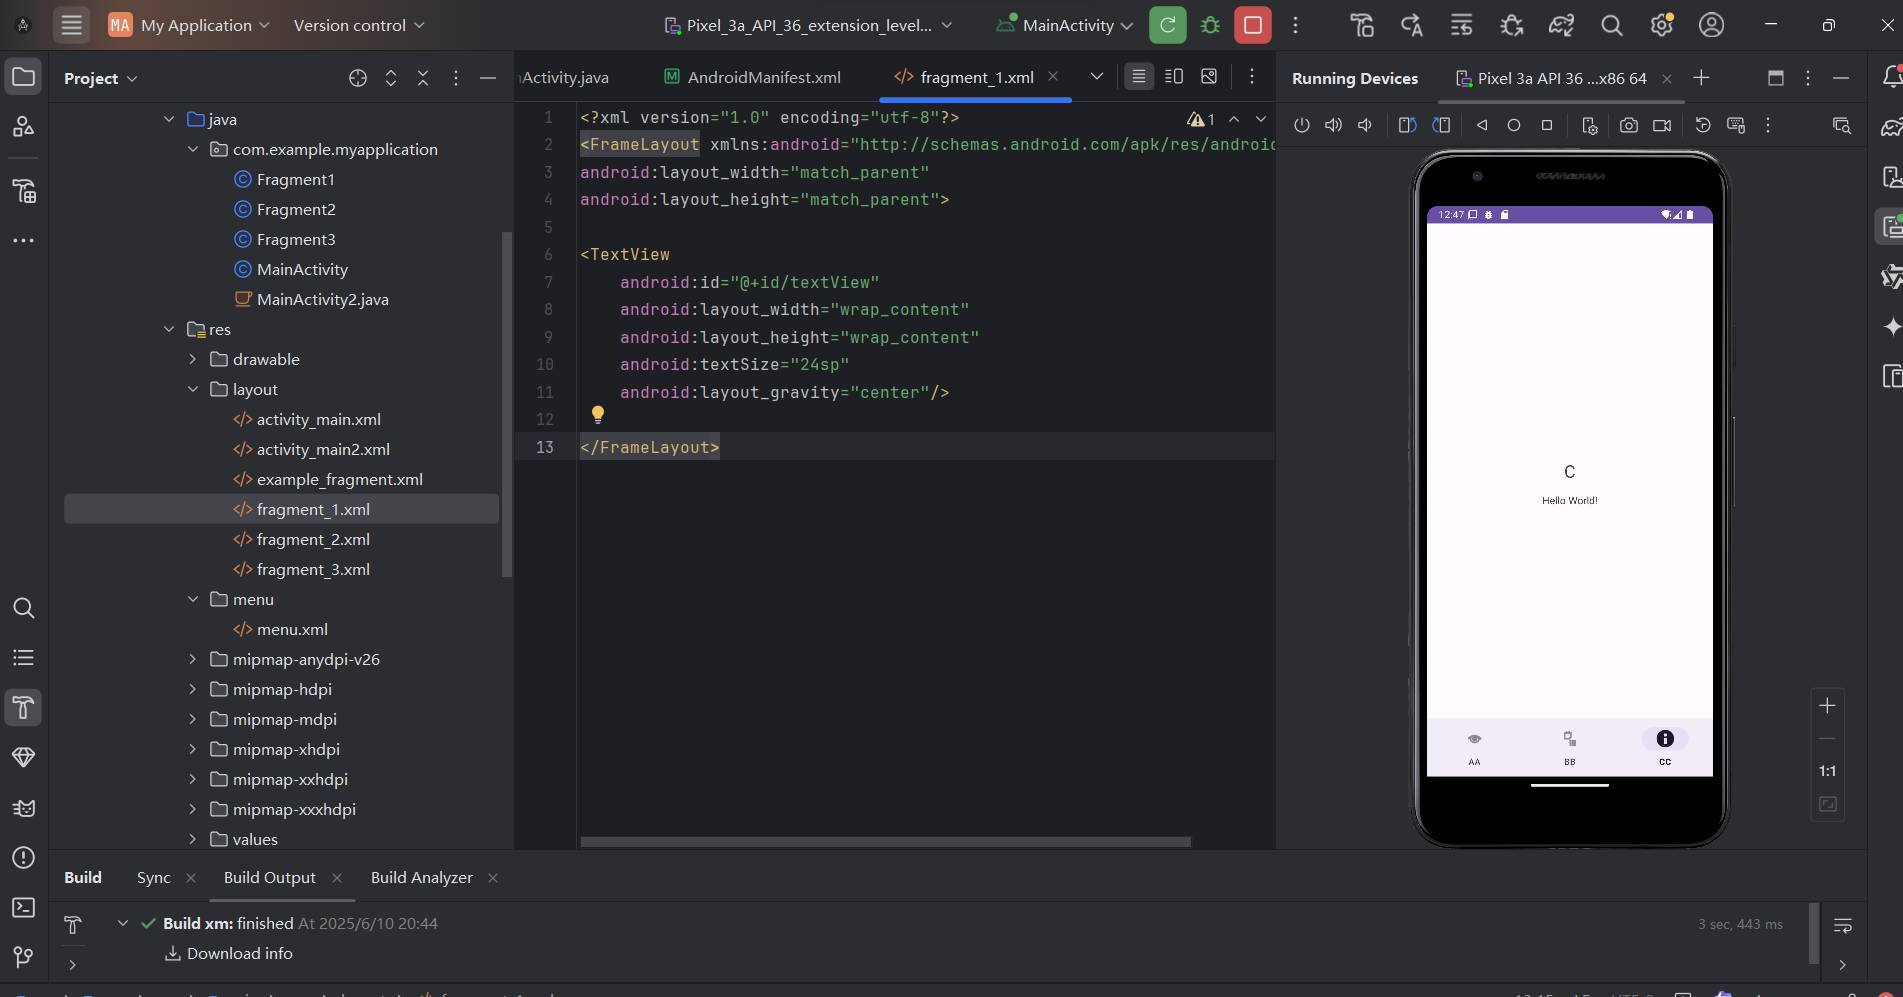 MA My Application
Version control
Pixel_3a_API_36_extension_level...
MainActivity
Project
Activity.java
AndroidManifest.xml
fragment_1.xml
Running Devices
Pixel 3a API 36 ...x86 64
java
com.example.myapplication
Fragment1
Fragment2
Fragment3
MainActivity
MainActivity2.java
res
drawable
layout
activity_main.xml
activity_main2.xml
example_fragment.xml
fragment_1.xml
fragment_2.xml
fragment_3.xml
menu
menu.xml
mipmap-anydpi-v26
mipmap-hdpi
mipmap-mdpi
mipmap-xhdpi
mipmap-xxhdpi
mipmap-xxxhdpi
values
1 <?xml version="1.0" encoding="utf-8"?>
1
2 <FrameLayout xmlns:android="http://schemas.android.com/apk/res/android
3 android:layout_width="match_parent"
4 android:layout_height="match_parent">
5
6 <TextView
7 android:id="@+id/textView"
8 android:layout_width="wrap_content"
9 android:layout_height="wrap_content"
10 android:textSize="24sp"
11 android:layout_gravity="center"/>
12
13 </FrameLayout>
12:47
C
Hello World!
AA
BB
CC
1:1
Build
Sync
Build Output
Build Analyzer
Build xm: finished At 2025/6/10 20:44
3 sec, 443 ms
Download info